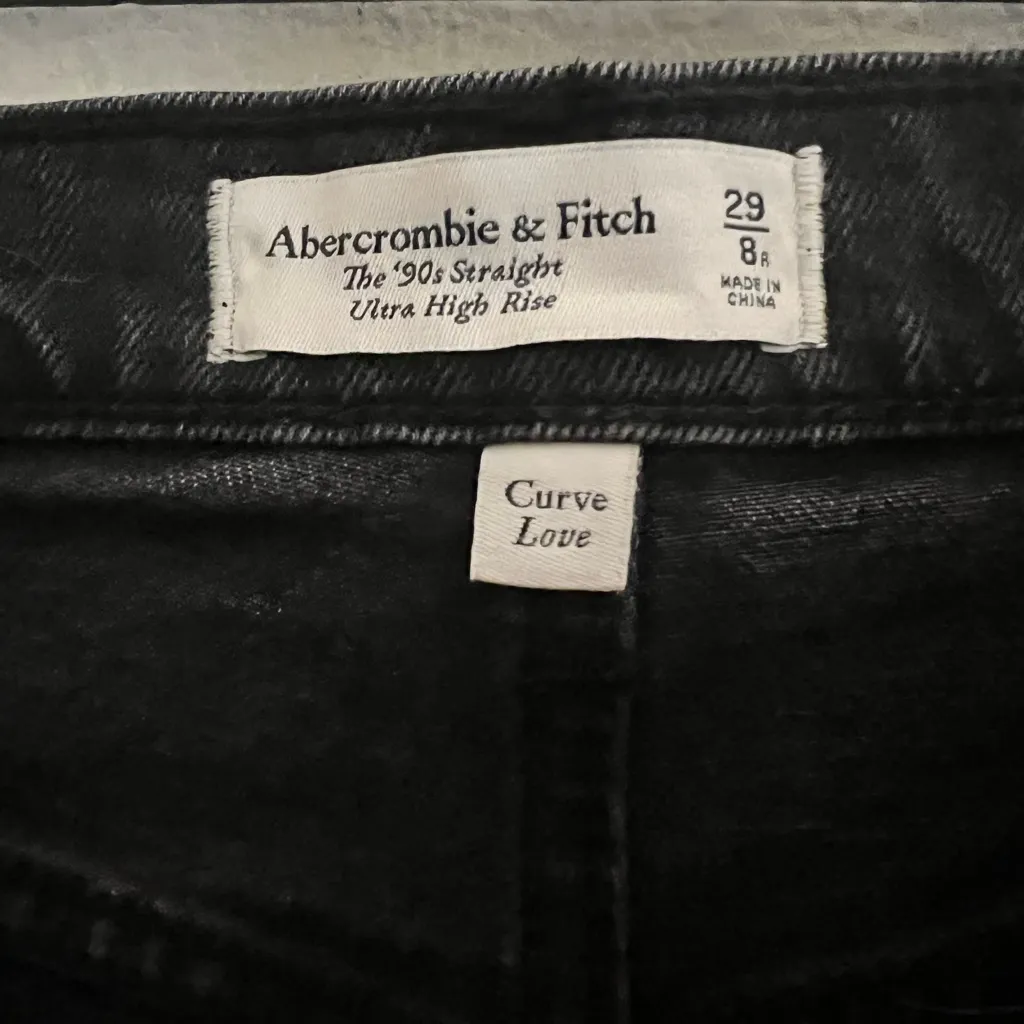 Abercrombie & Fitch
The ‘90s Straight
Ultra High Rise
29
8R
MADE IN
CHINA
Curve
Love